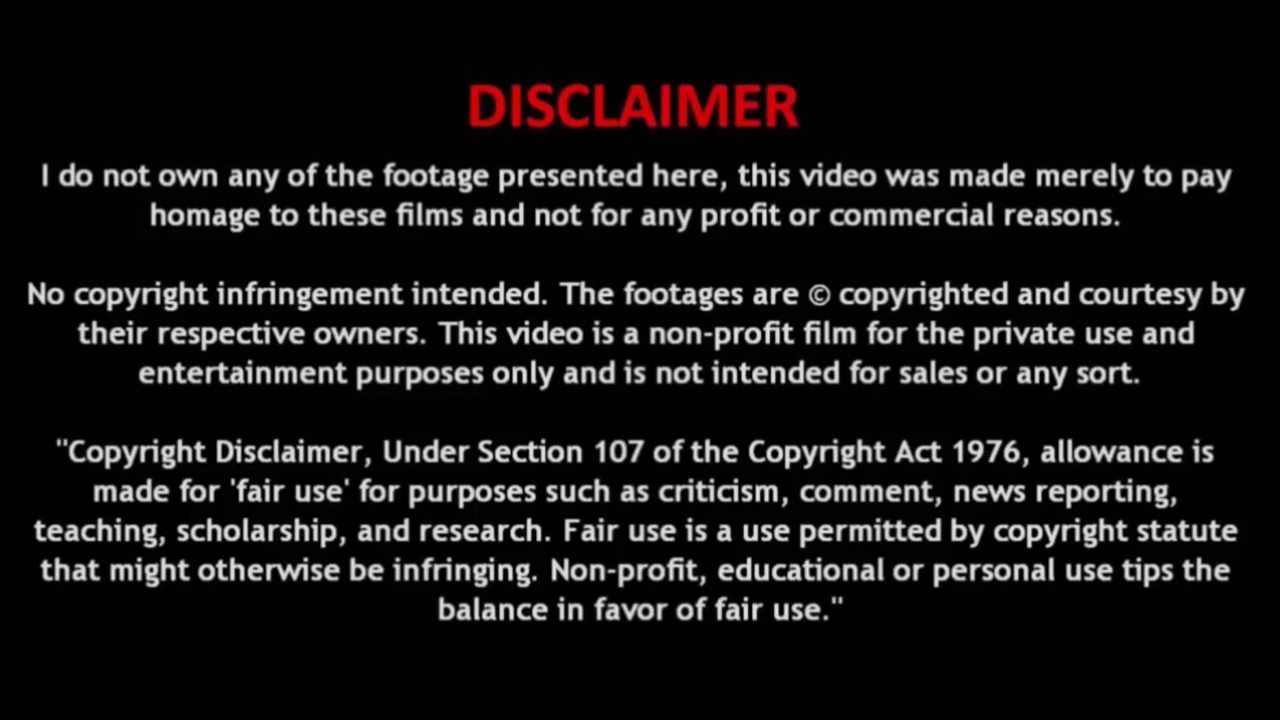 DISCLAIMER
I do not own any of the footage presented here, this video was made merely to pay
homage to these films and not for any profit or commercial reasons.
No copyright infringement intended. The footages are © copyrighted and courtesy by
their respective owners. This video is a non-profit film for the private use and
entertainment purposes only and is not intended for sales or any sort.
"Copyright Disclaimer, Under Section 107 of the Copyright Act 1976, allowance is
made for 'fair use' for purposes such as criticism, comment, news reporting,
teaching, scholarship, and research. Fair use is a use permitted by copyright statute
that might otherwise be infringing. Non-profit, educational or personal use tips the
balance in favor of fair use."